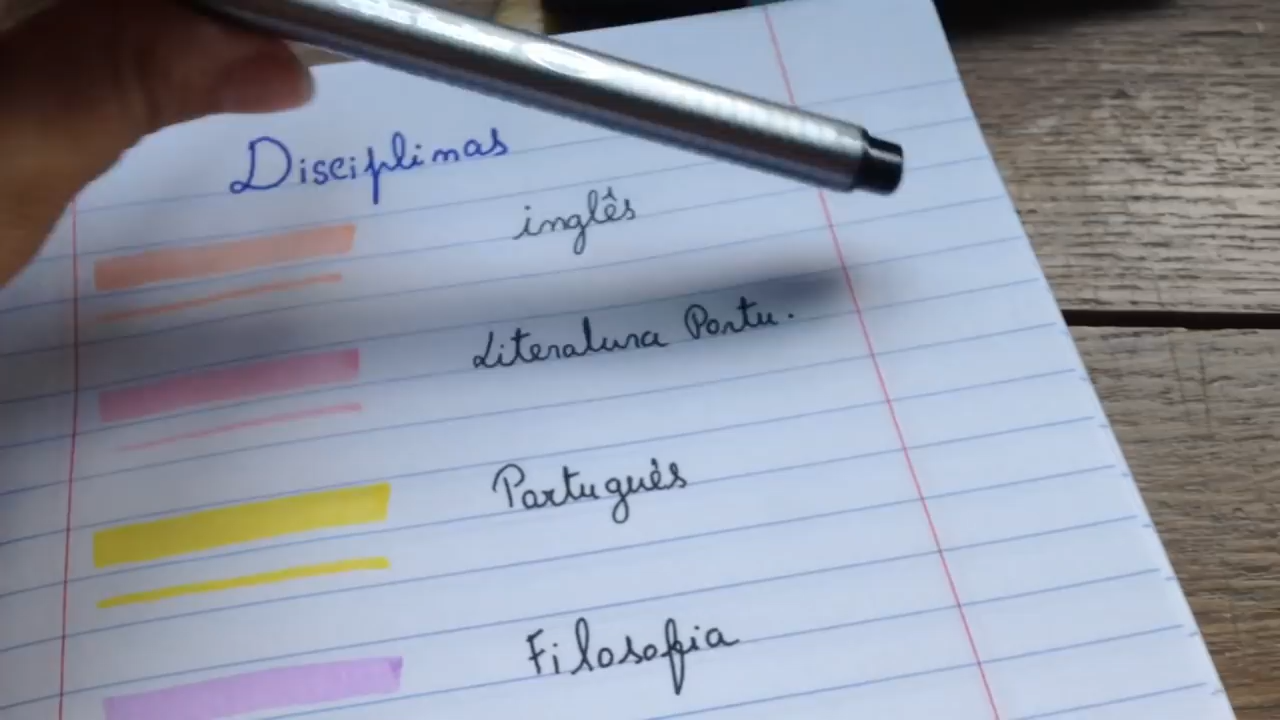 Disciplinas
inglês
Literatura Portu.
Português
Filosofia